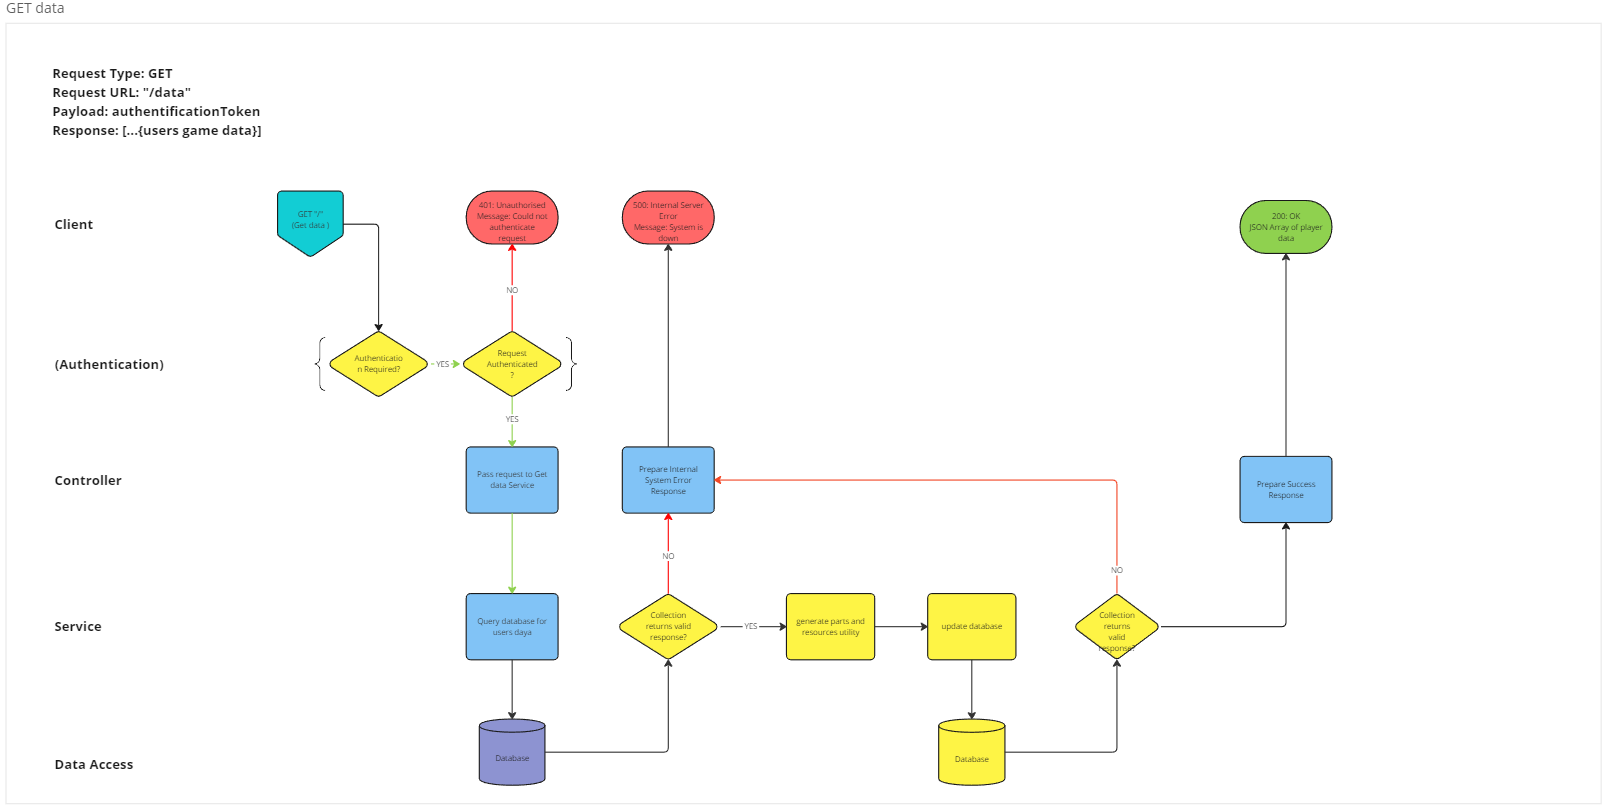 GET data
Request Type: GET
Request URL: "/data"
Payload: authentificationToken
Response: [...{users game data}]
Client
GET "/"
(Get data )
401: Unauthorised
Message: Could not
authenticate
request
500: Internal Server
Error
Message: System is
down
200: OK
JSON Array of player
data
NO
(Authentication)
Authenticatio
n Required?
YES
Request
Authenticated
?
YES
Controller
Pass request to Get
data Service
Prepare Internal
System Error
Response
Prepare Success
Response
NO
NO
Service
Query database for
users daya
Collection
returns valid
response?
YES
generate parts and
resources utility
update database
Collection
returns
valid
response?
Data Access
Database
Database